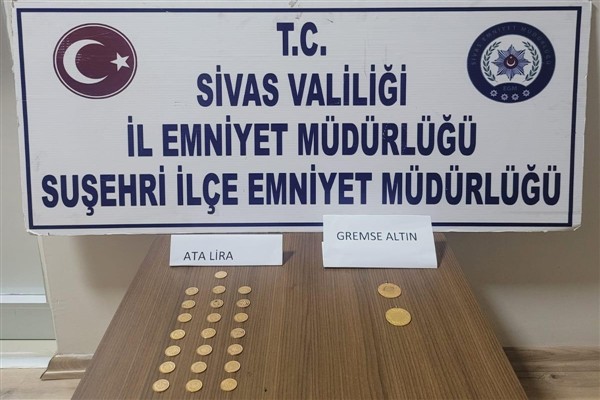 T.C.
SİVAS VALİLİĞİ
İL EMNİYET MÜDÜRLÜĞÜ
SUŞEHRİ İLÇE EMNİYET MÜDÜRLÜĞÜ
ATA LİRA
GREMSE ALTIN